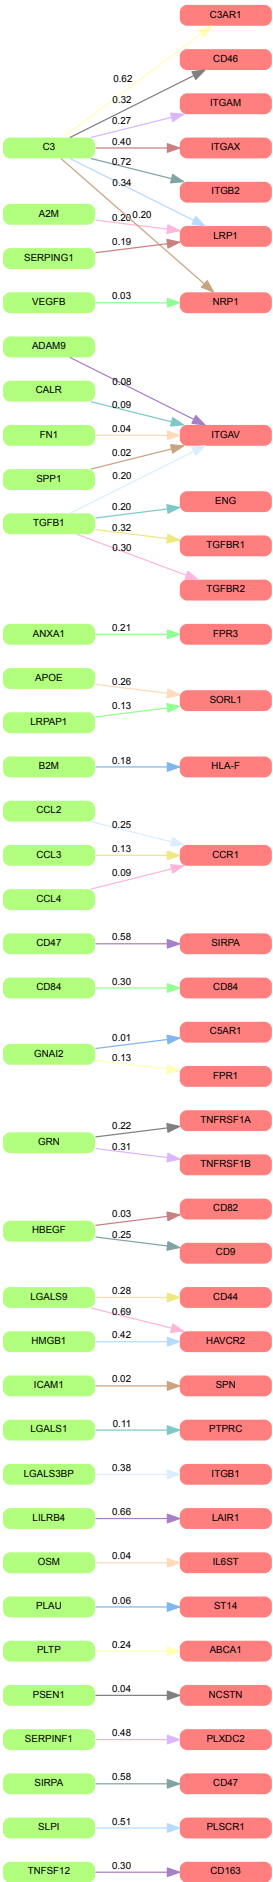 C3AR1
CD46
0.62
0.32
ITGAM
0.27
C3
0.40
ITGAX
0.72
0.34
ITGB2
A2M
0.20
0.20
LRP1
SERPING1
0.19
VEGFB
0.03
NRP1
ADAM9
0.08
CALR
0.09
FN1
0.04
ITGAV
0.02
SPP1
0.20
ENG
TGFB1
0.20
0.32
TGFBR1
0.30
TGFBR2
ANXA1
0.21
FPR3
APOE
0.26
SORL1
LRPAP1
0.13
B2M
0.18
HLA-F
CCL2
0.25
CCL3
0.13
CCR1
0.09
CCL4
CD47
0.58
SIRPA
CD84
0.30
CD84
C5AR1
0.01
GNAI2
0.13
FPR1
TNFRSF1A
0.22
GRN
0.31
TNFRSF1B
CD82
0.03
HBEGF
0.25
CD9
LGALS9
0.28
CD44
0.69
HMGB1
0.42
HAVCR2
ICAM1
0.02
SPN
LGALS1
0.11
PTPRC
LGALS3BP
0.38
ITGB1
LILRB4
0.66
LAIR1
OSM
0.04
IL6ST
PLAU
0.06
ST14
PLTP
0.24
ABCA1
PSEN1
0.04
NCSTN
SERPINF1
0.48
PLXDC2
SIRPA
0.58
CD47
SLPI
0.51
PLSCR1
TNFSF12
0.30
CD163